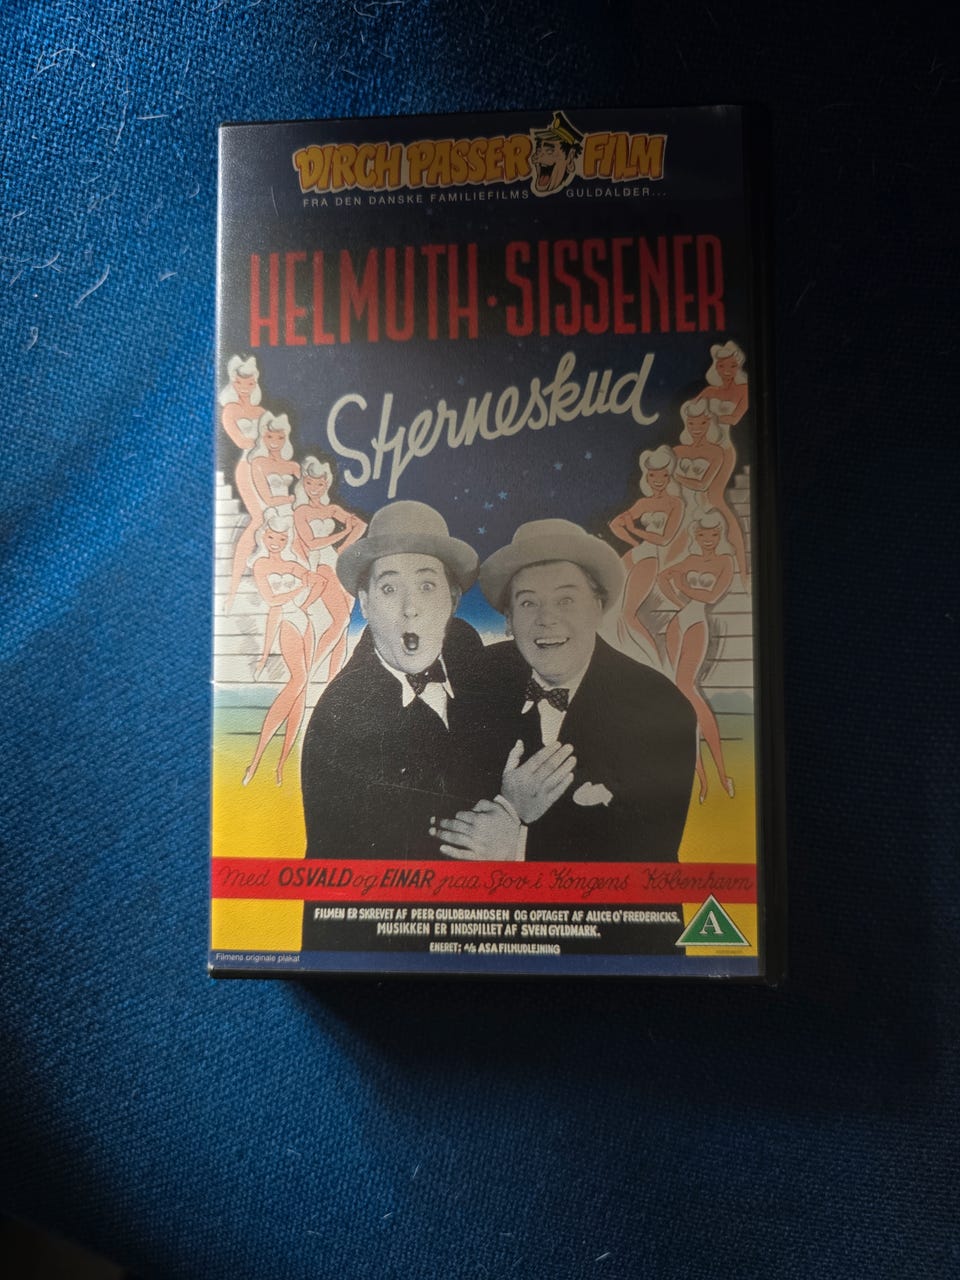 DIRCH PASSER FILM
FRA DEN DANSKE FAMILIEFILMS GULDALDER...
HELMUTH · SISSENER
Stjerneskud
Med OSVALD og EINAR paa Sjov i Kongens København
FILMEN ER SKREVET AF PEER GULDBRANDSEN OG OPTAGET AF ALICE O'FREDERICKS.
MUSIKKEN ER INDSPILLET AF SVEN GYLDMARK.
ENERET: A/S ASA FILMUDLEJNING
A
Filmens originale plakat